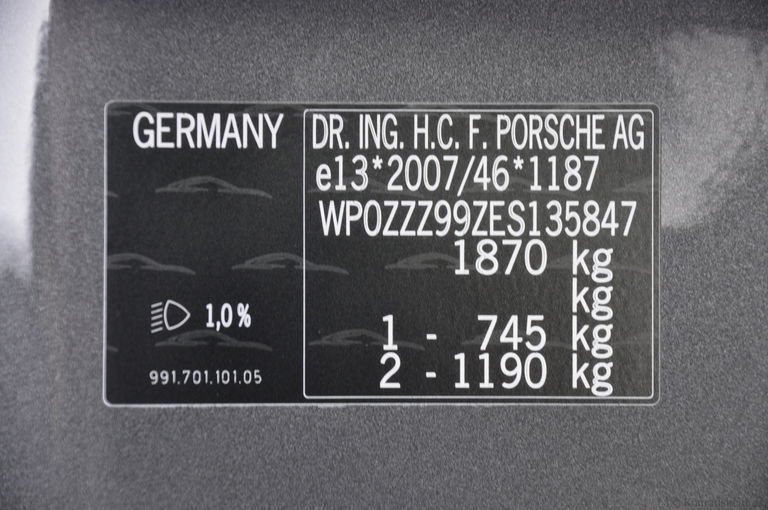 GERMANY
DR. ING. H.C. F. PORSCHE AG
e13*2007/46*1187
WP0ZZZ99ZES135847
1870 kg
kg
1 - 745 kg
2 - 1190 kg
1,0%
991.701.101.05